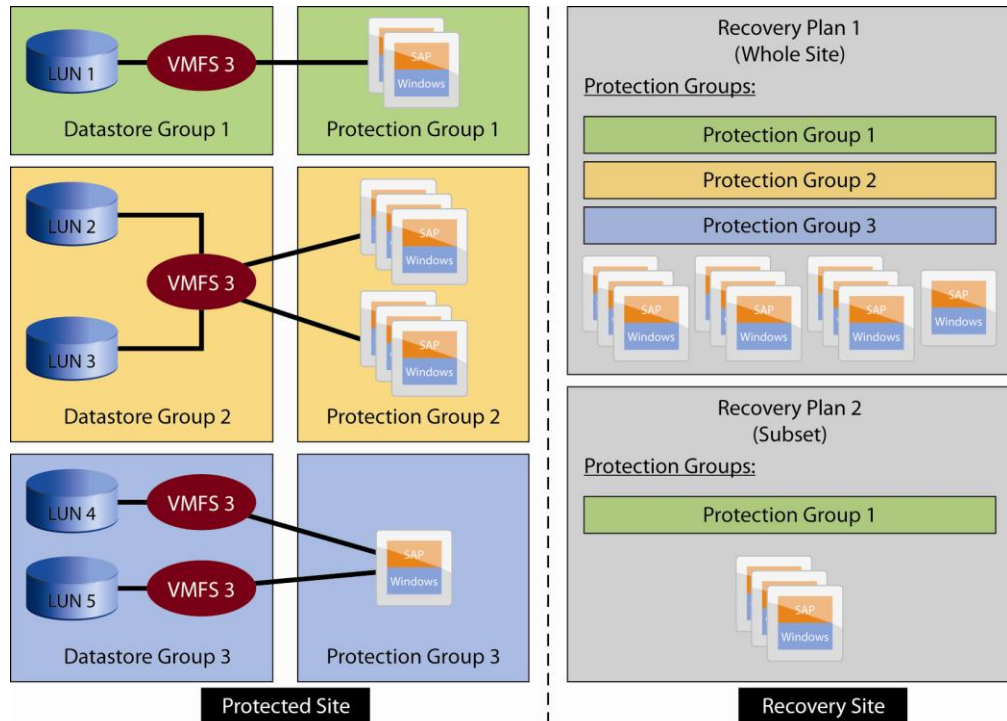 LUN 1
VMFS 3
SAP
Windows
Datastore Group 1
Protection Group 1
LUN 2
LUN 3
VMFS 3
SAP
Windows
SAP
Windows
Datastore Group 2
Protection Group 2
LUN 4
VMFS 3
LUN 5
VMFS 3
SAP
Windows
Datastore Group 3
Protection Group 3
Protected Site
Recovery Plan 1
(Whole Site)
Protection Groups:
Protection Group 1
Protection Group 2
Protection Group 3
SAP
Windows
SAP
Windows
SAP
Windows
SAP
Windows
Recovery Plan 2
(Subset)
Protection Groups:
Protection Group 1
SAP
Windows
Recovery Site